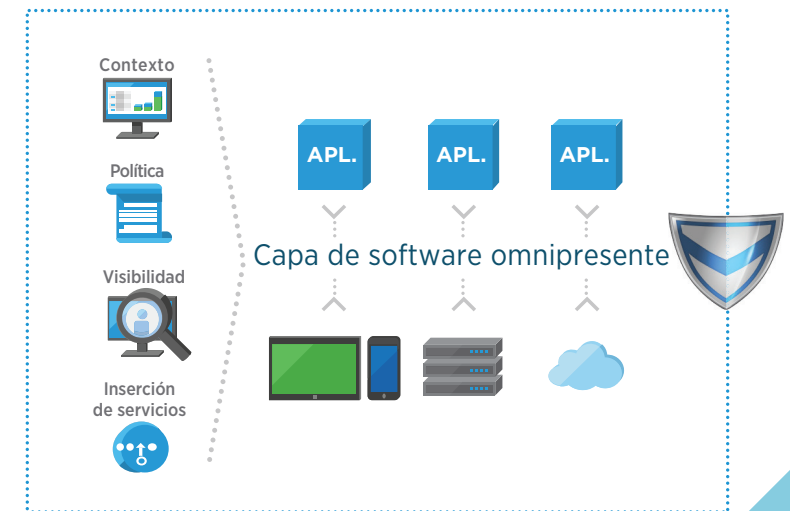 Contexto
Política
Visibilidad
Inserción
de servicios
APL.
APL.
APL.
Capa de software omnipresente